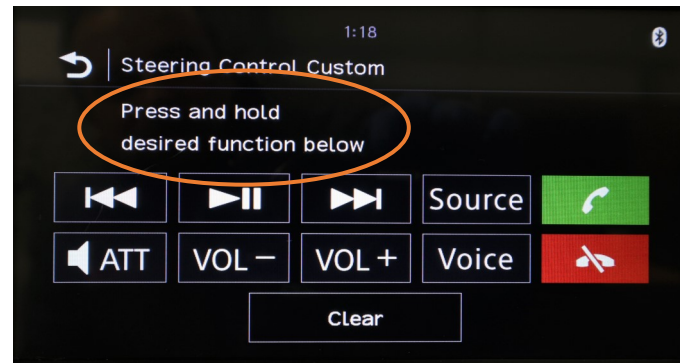 1:18
Steering Control Custom
Press and hold
desired function below
Source
ATT VOL − VOL + Voice
Clear